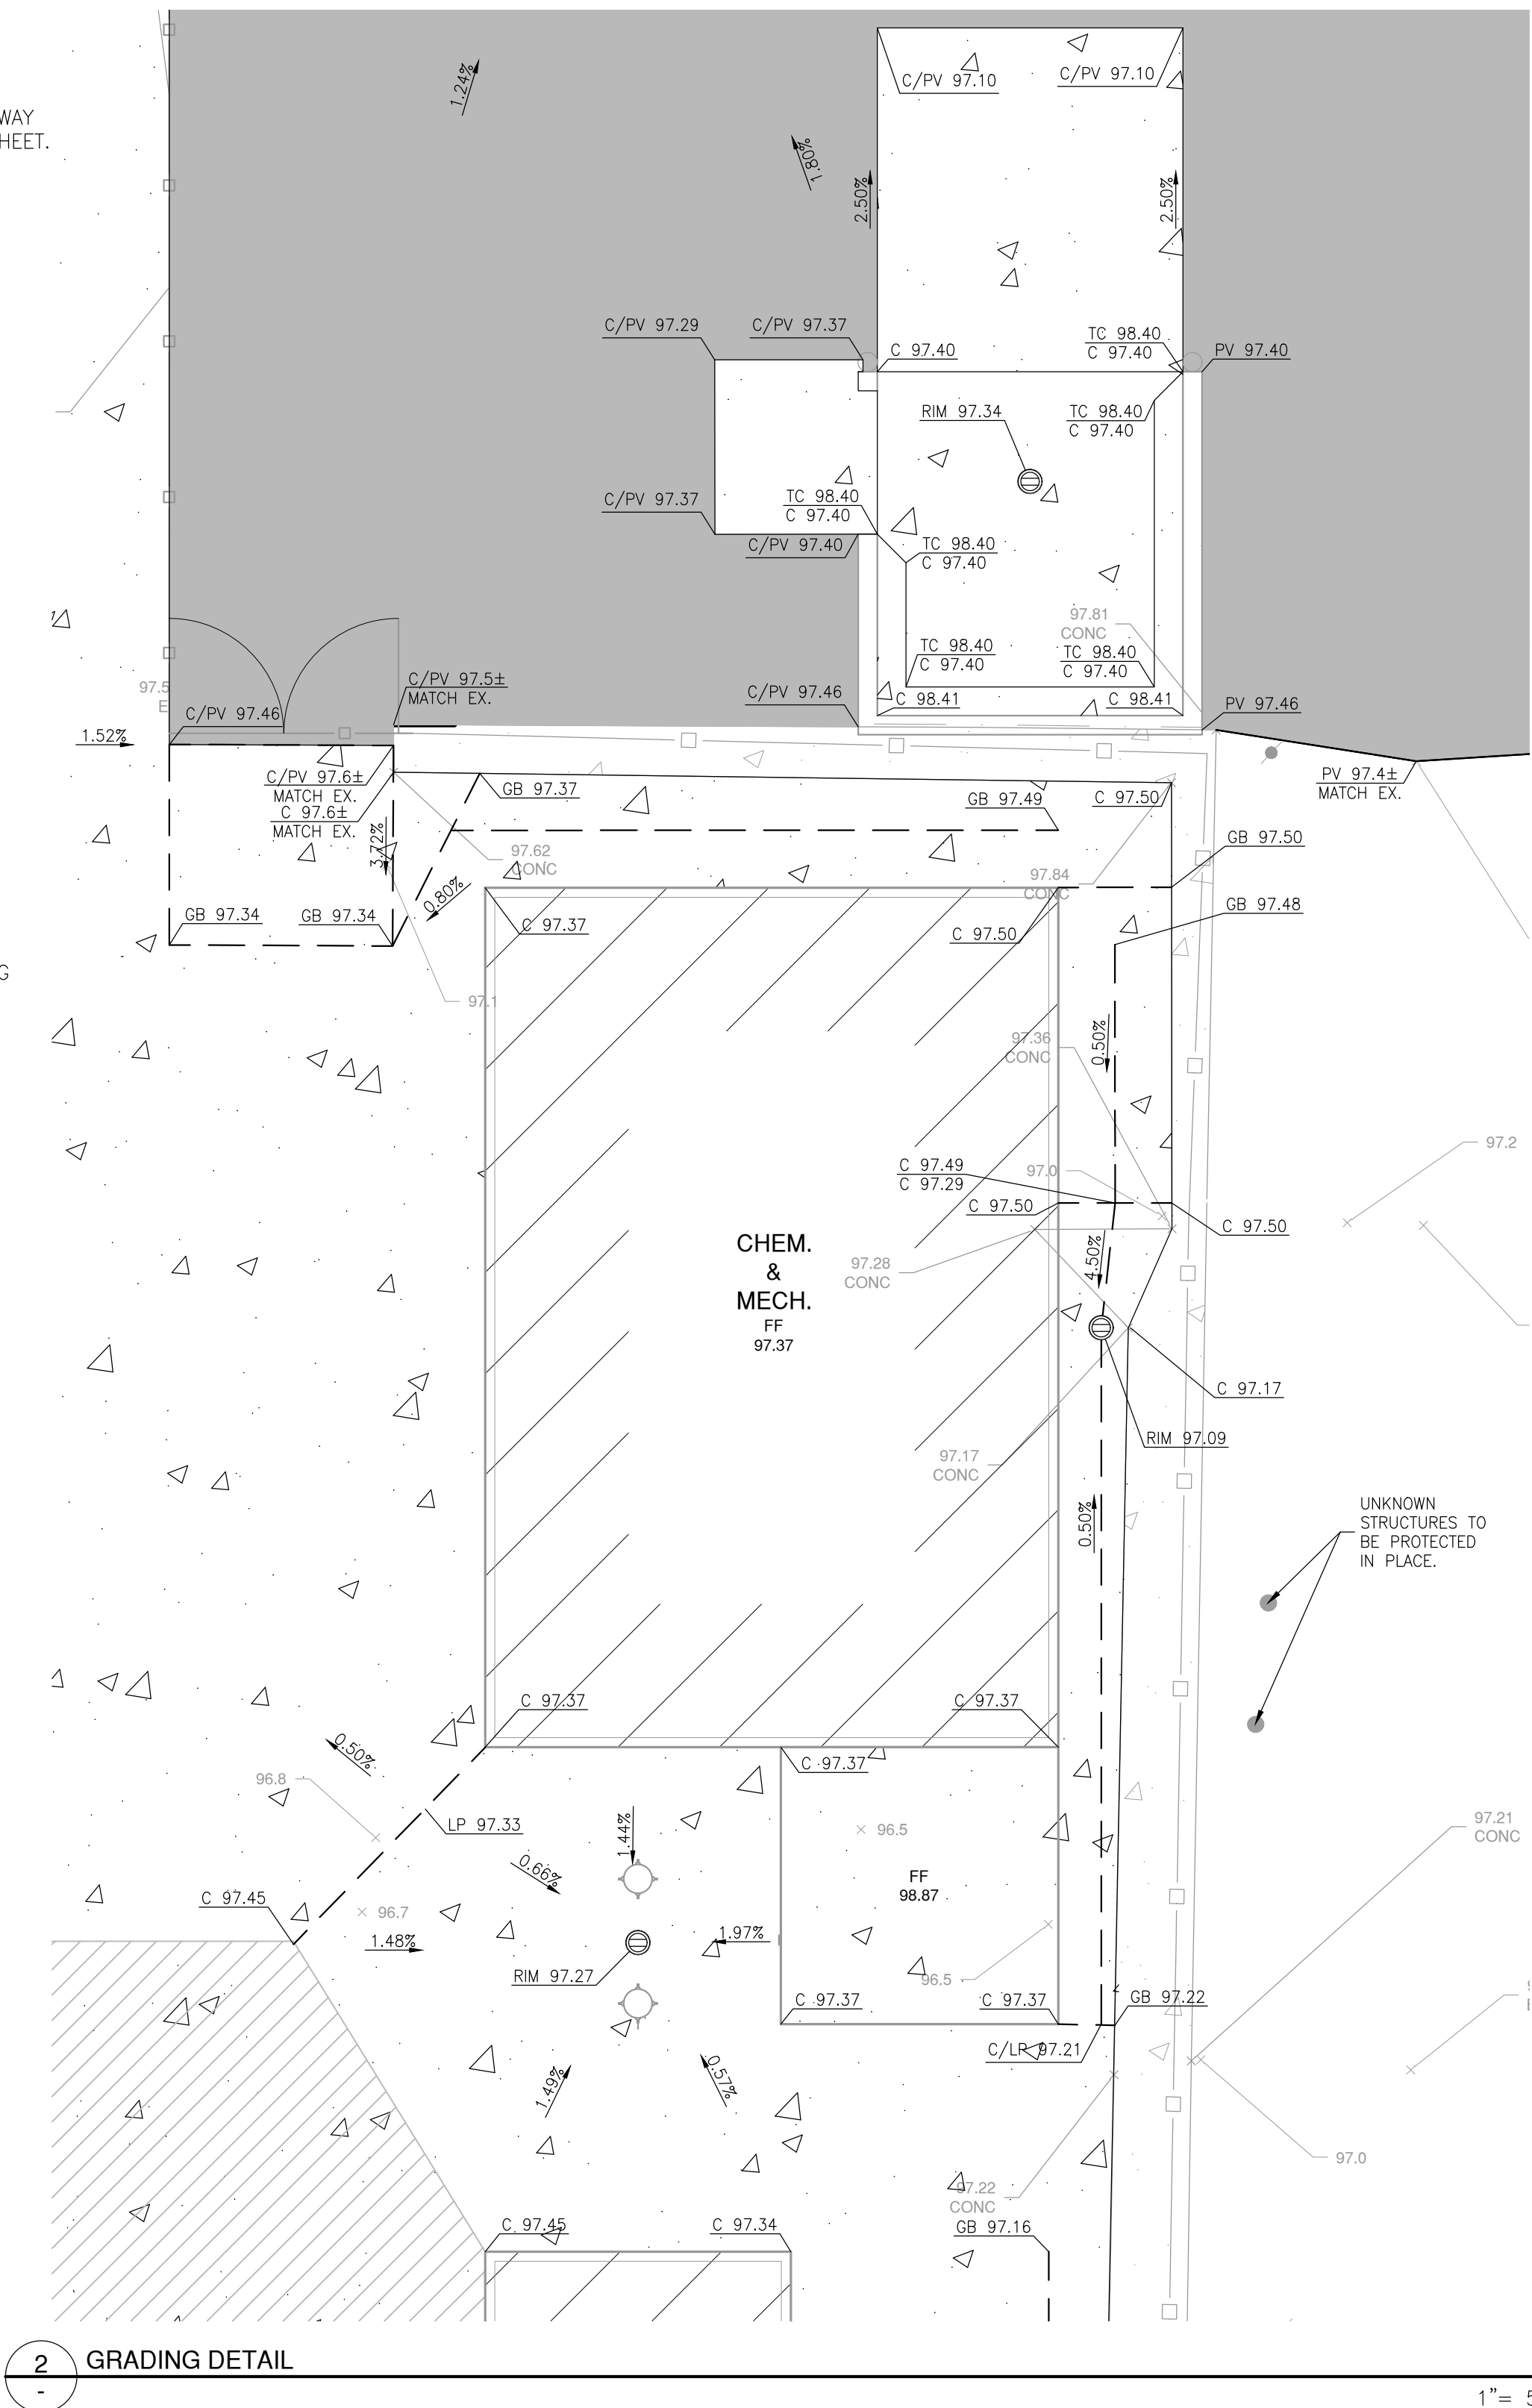 1.24%
C/PV 97.10
C/PV 97.10
WAY
HEET.
1.80%
2.50%
2.50%
C/PV 97.29
C/PV 97.37
C 97.40
TC 98.40
C 97.40
PV 97.40
RIM 97.34
TC 98.40
C 97.40
C/PV 97.37
TC 98.40
C 97.40
C/PV 97.40
TC 98.40
C 97.40
97.81
CONC
TC 98.40
C 97.40
TC 98.40
C 97.40
C/PV 97.5±
MATCH EX.
97.5
E
C/PV 97.46
C 98.41
C 98.41
C/PV 97.46
PV 97.46
1.52%
C/PV 97.6±
MATCH EX.
C 97.6±
MATCH EX.
PV 97.4±
MATCH EX.
GB 97.37
GB 97.49
C 97.50
3.72%
97.62
CONC
GB 97.50
97.84
CONC
0.80%
GB 97.48
GB 97.34
GB 97.34
C 97.37
C 97.50
G
97.1
97.36
CONC
0.50%
97.2
C 97.49
C 97.29
97.0
C 97.50
C 97.50
CHEM.
&
MECH.
FF
97.37
97.28
CONC
4.50%
C 97.17
RIM 97.09
97.17
CONC
0.50%
UNKNOWN
STRUCTURES TO
BE PROTECTED
IN PLACE.
C 97.37
C 97.37
0.50%
C 97.37
96.8
LP 97.33
1.44%
96.5
97.21
CONC
0.66%
FF
98.87
C 97.45
96.7
1.48%
1.97%
RIM 97.27
96.5
C 97.37
C 97.37
GB 97.22
C/LP 97.21
1.49%
0.57%
97.0
97.22
CONC
C 97.45
C 97.34
GB 97.16
2
-
GRADING DETAIL
1"= 5